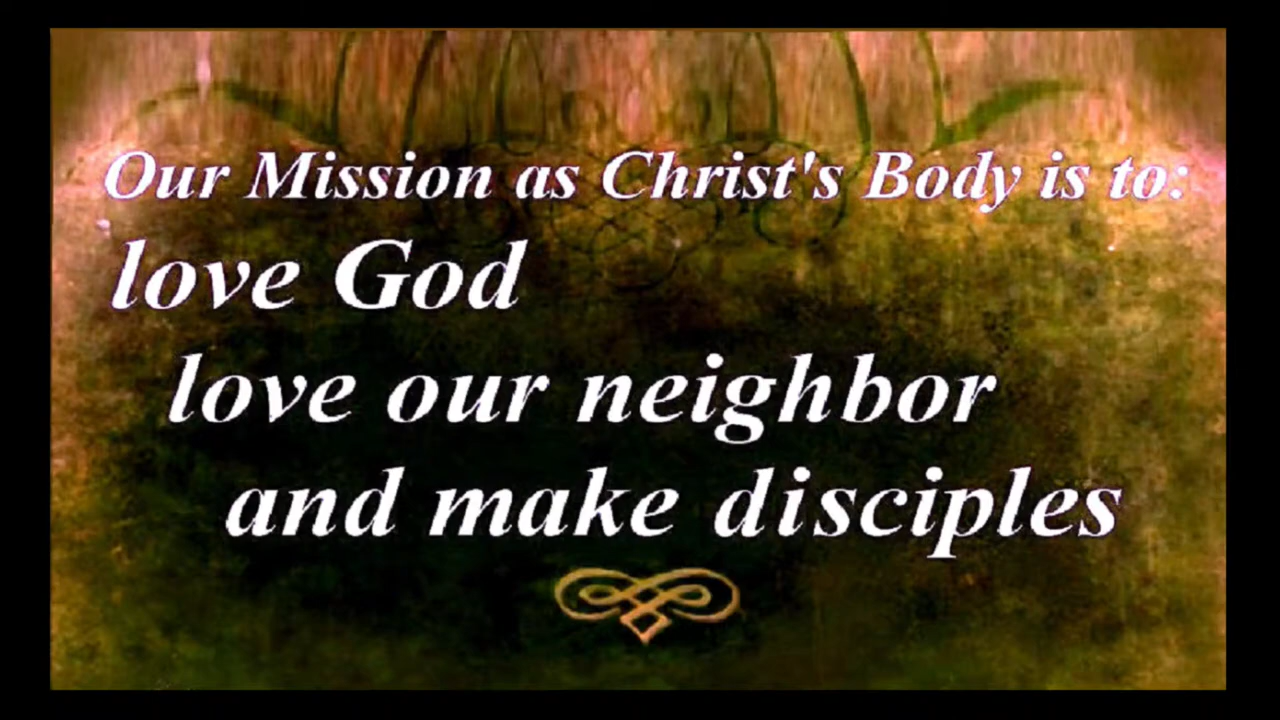 Our Mission as Christ's Body is to:
love God
love our neighbor
and make disciples